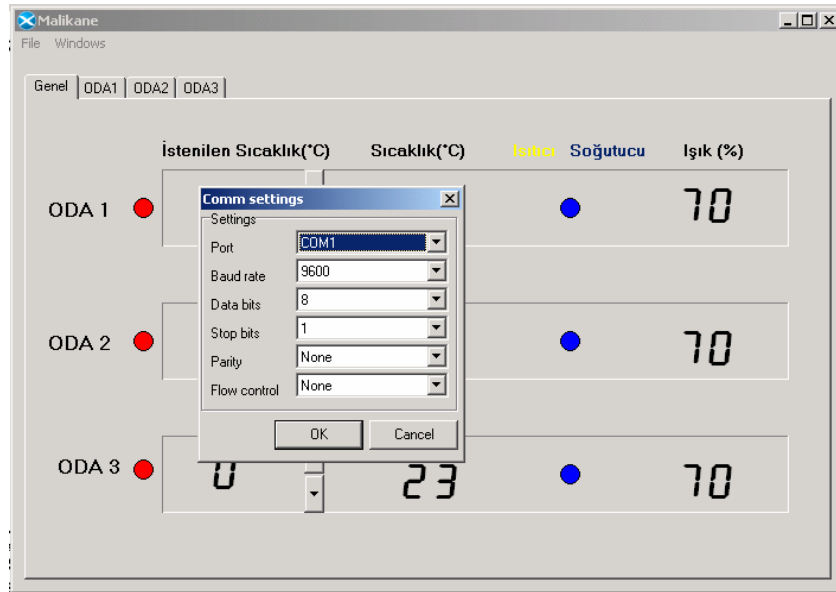 Malikane
File Windows
Genel ODA1 ODA2 ODA3
İstenilen Sıcaklık(°C) Sıcaklık(°C) Isıtıcı Soğutucu Işık (%)
ODA 1 70
Comm settings
Settings
Port COM1
Baud rate 9600
Data bits 8
Stop bits 1
Parity None
Flow control None
OK Cancel
ODA 2 70
ODA 3 0 23 70